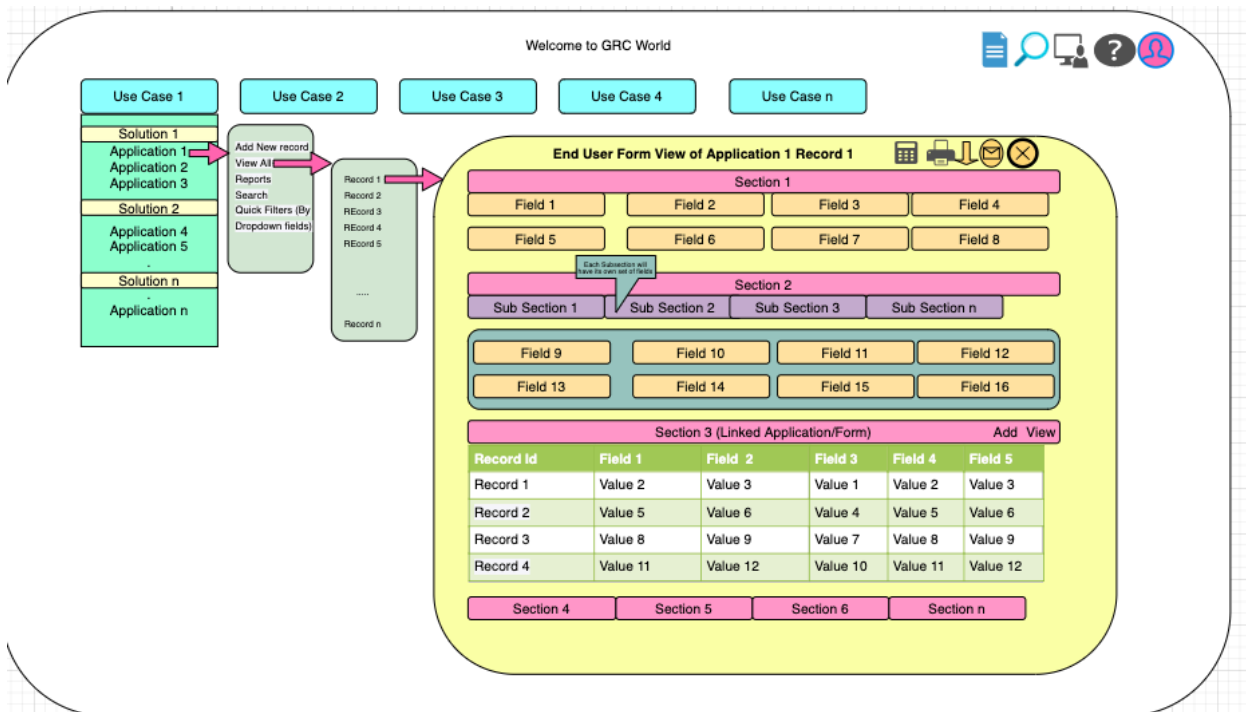 Welcome to GRC World
?
Use Case 1
Use Case 2
Use Case 3
Use Case 4
Use Case n
Solution 1
Application 1
Application 2
Application 3
Solution 2
Application 4
Application 5
.
Solution n
.
Application n
Add New record
View All
Reports
Search
Quick Filters (By
Dropdown fields)
Record 1
Record 2
REcord 3
REcord 4
REcord 5
.....
Record n
End User Form View of Application 1 Record 1
Section 1
Field 1
Field 2
Field 3
Field 4
Field 5
Field 6
Field 7
Field 8
Each Subsection will
have its own set of fields
Section 2
Sub Section 1
Sub Section 2
Sub Section 3
Sub Section n
Field 9
Field 10
Field 11
Field 12
Field 13
Field 14
Field 15
Field 16
Section 3 (Linked Application/Form)
Add View
Record Id Field 1 Field 2 Field 3 Field 4 Field 5
Record 1 Value 2 Value 3 Value 1 Value 2 Value 3
Record 2 Value 5 Value 6 Value 4 Value 5 Value 6
Record 3 Value 8 Value 9 Value 7 Value 8 Value 9
Record 4 Value 11 Value 12 Value 10 Value 11 Value 12
Section 4
Section 5
Section 6
Section n